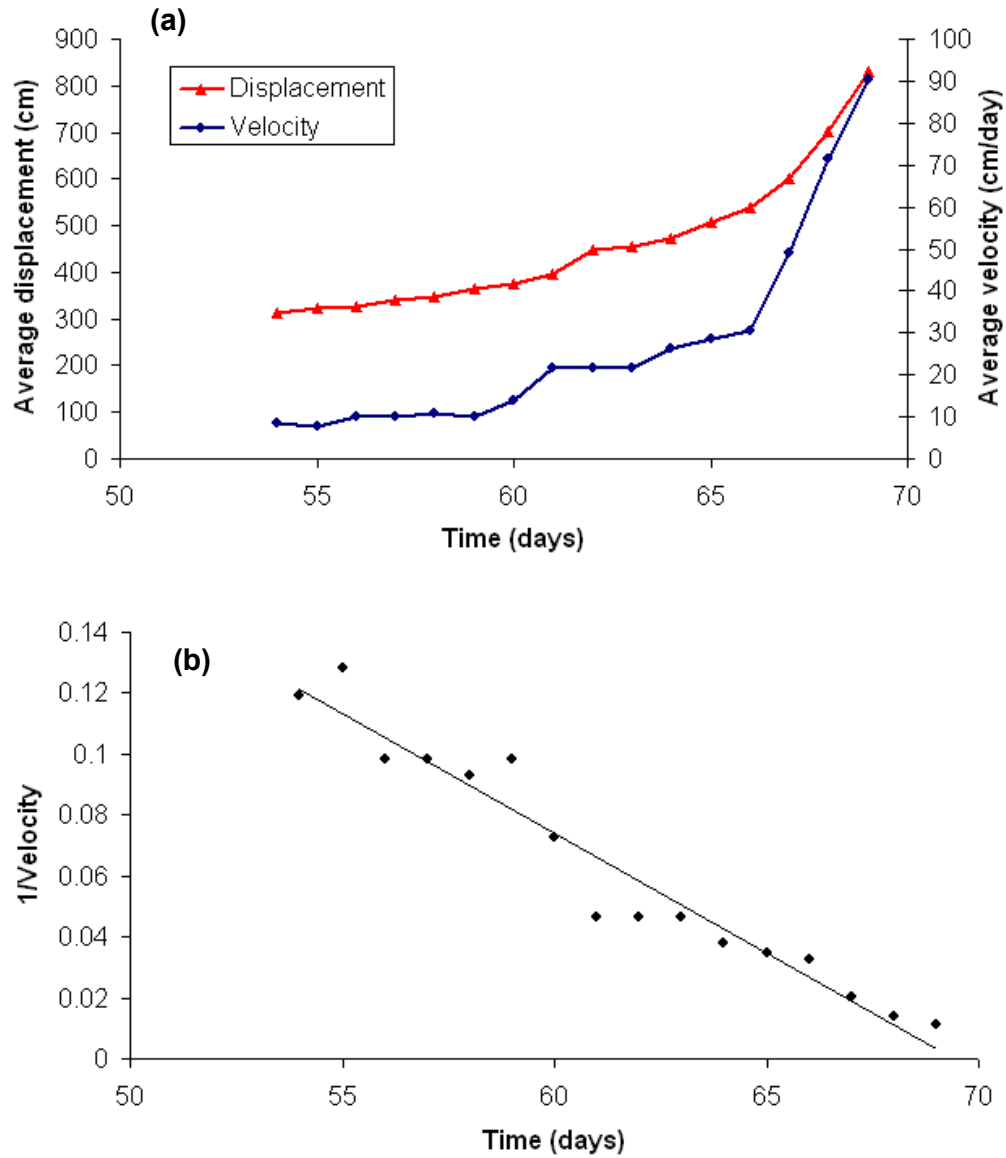 (a)
Average displacement (cm)
900
800
700
600
500
400
300
200
100
0
Displacement
Velocity
100
90
80
70
60
50
40
30
20
10
0
Average velocity (cm/day)
50 55 60 65 70
Time (days)
(b)
1/Velocity
0.14
0.12
0.1
0.08
0.06
0.04
0.02
0
50 55 60 65 70
Time (days)